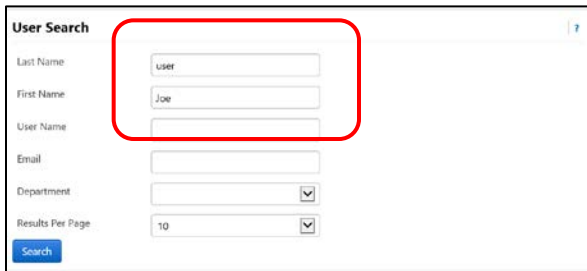 User Search ?
Last Name user
First Name Joe
User Name
Email
Department
Results Per Page 10
Search